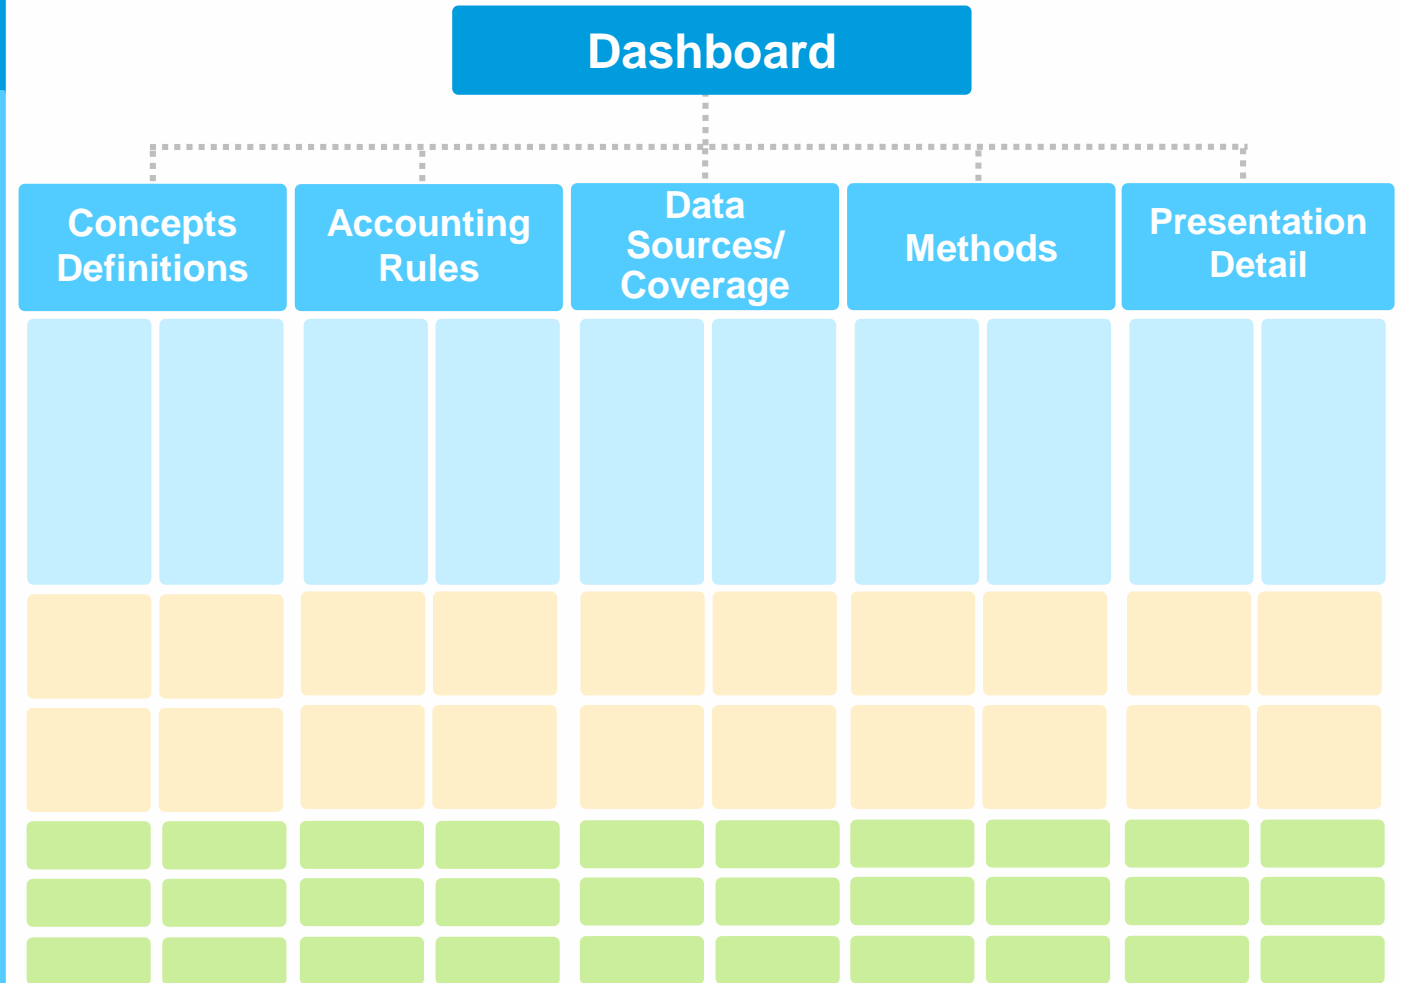 Dashboard
Concepts
Definitions
Accounting
Rules
Data
Sources/
Coverage
Methods
Presentation
Detail